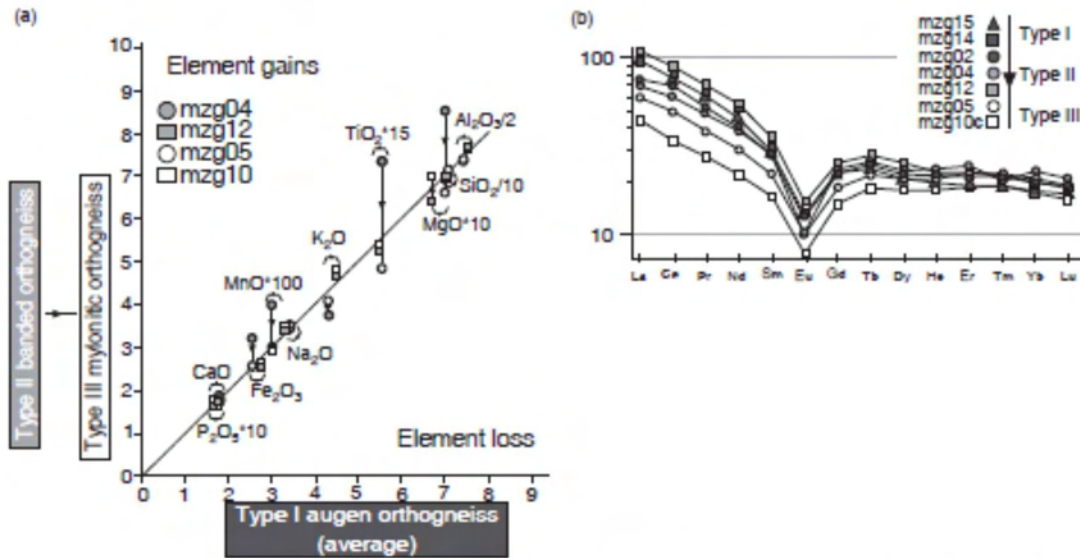 (a)
10
9
8
7
6
5
4
3
2
1
0
Element gains
mzg04
mzg12
mzg05
mzg10
TiO2*15
Al2O3/2
SiO2/10
MgO*10
K2O
MnO*100
Na2O
CaO
Fe2O3
P2O5*10
Element loss
0 1 2 3 4 5 6 7 8 9
Type I augen orthogneiss
(average)
Type II banded orthogneiss
Type III mylonitic orthogneiss
(b)
100
10
mzg15
mzg14
mzg02
mzg04
mzg12
mzg05
mzg10c
Type I
Type II
Type III
La Ce Pr Nd Sm Eu Gd Tb Dy Ho Er Tm Yb Lu